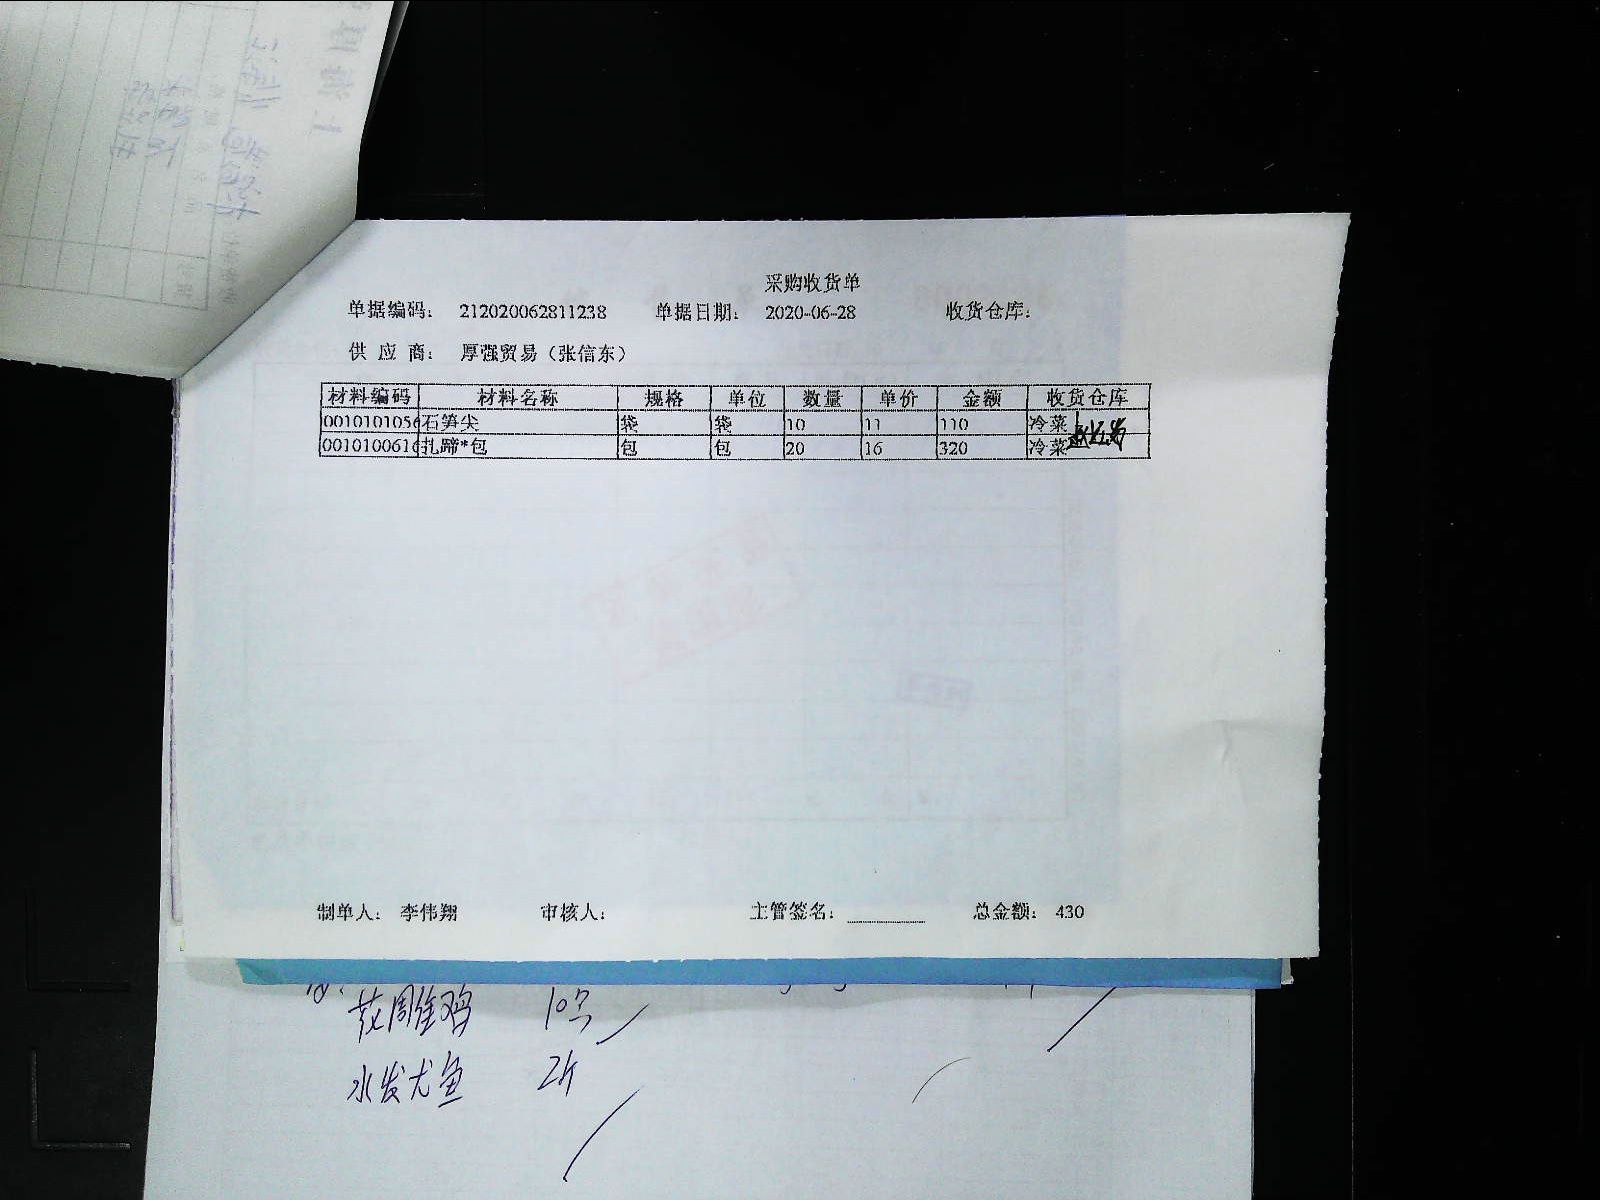 采购收货单
单据编码： 212020062811238 单据日期： 2020-06-28 收货仓库：
供 应 商： 厚强贸易（张信东）
材料编码 材料名称 规格 单位 数量 单价 金额 收货仓库
0010101056 石笋尖 袋 袋 10 11 110 冷菜
0010100616 扎蹄*包 包 包 20 16 320 冷菜
制单人： 李伟翔 审核人： 主管签名： 总金额： 430
花雕鸡 10只
水发尤鱼 2斤